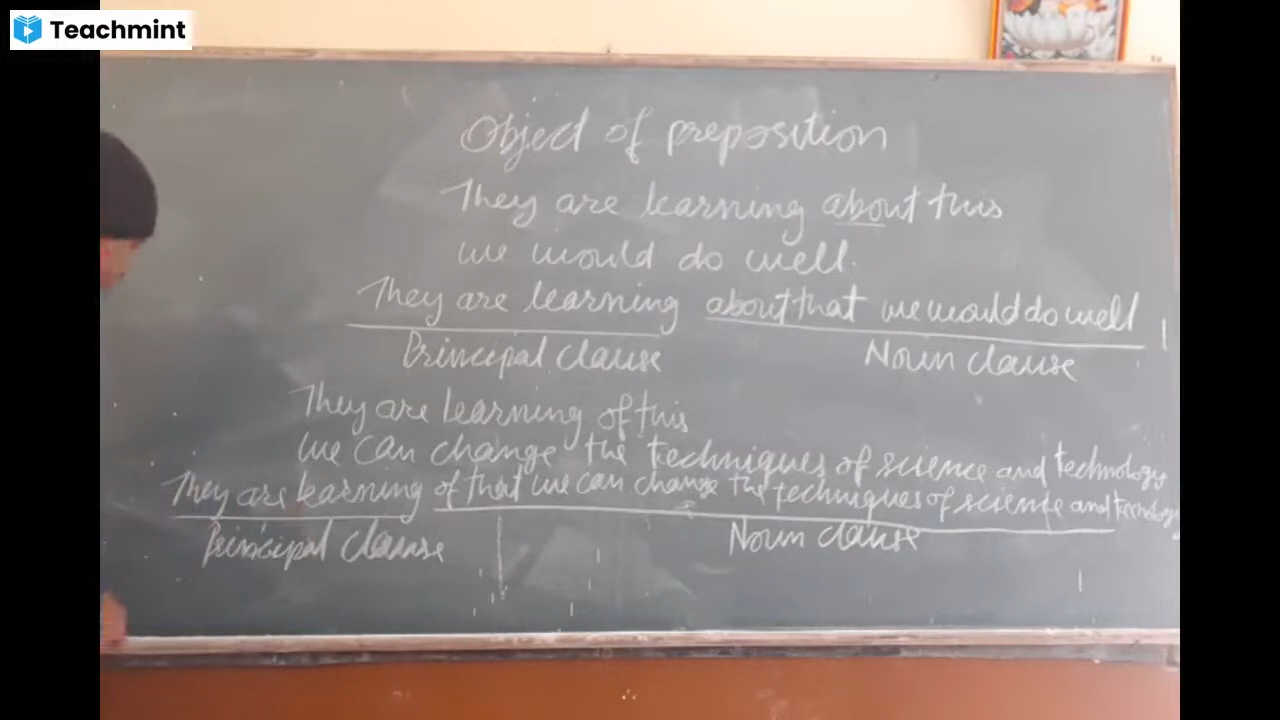 Teachmint
Object of preposition
They are learning about this
we would do well.
They are learning about that we would do well
Principal clause Noun clause
They are learning of this
we can change the techniques of science and technology
They are learning of that we can change the techniques of science and technology
Principal clause Noun clause